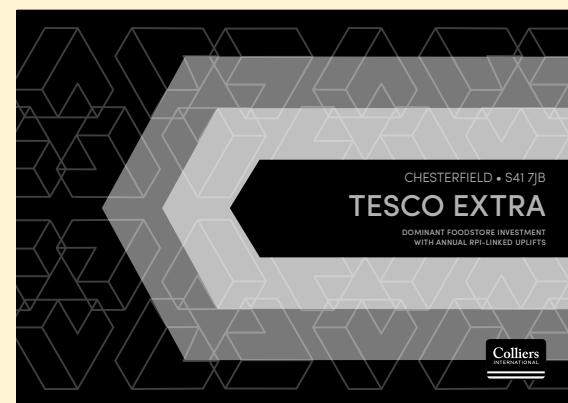 CHESTERFIELD • S41 7JB
TESCO EXTRA
DOMINANT FOODSTORE INVESTMENT
WITH ANNUAL RPI-LINKED UPLIFTS
Colliers
INTERNATIONAL